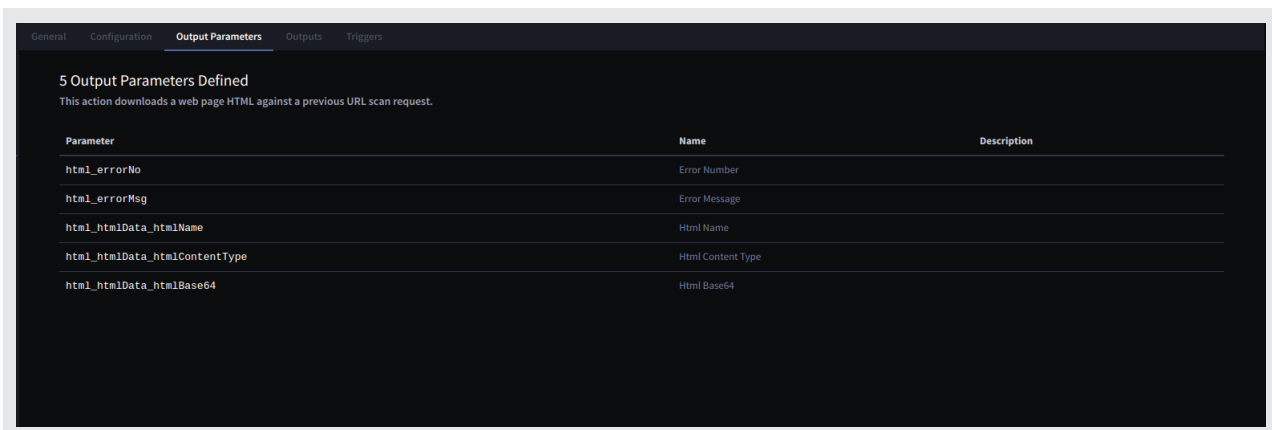 General Configuration Output Parameters Outputs Triggers
5 Output Parameters Defined
This action downloads a web page HTML against a previous URL scan request.
Parameter Name Description
html_errorNo Error Number
html_errorMsg Error Message
html_htmlData_htmlName Html Name
html_htmlData_htmlContentType Html Content Type
html_htmlData_htmlBase64 Html Base64